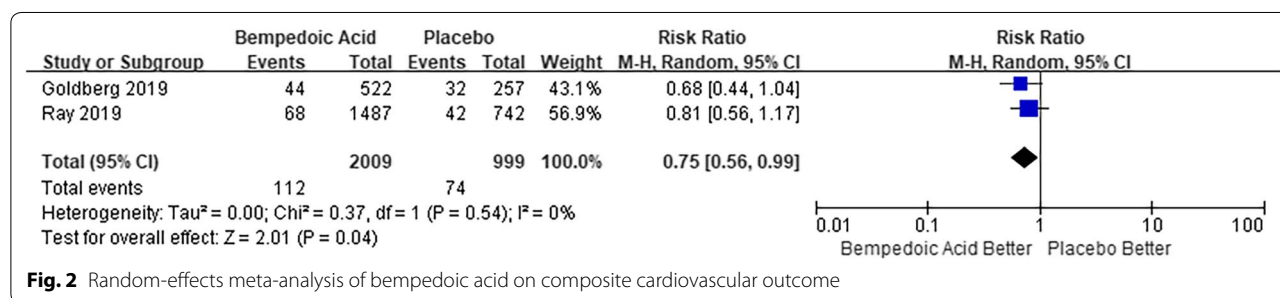 Bempedoic Acid Placebo Risk Ratio Risk Ratio
Study or Subgroup Events Total Events Total Weight M-H, Random, 95% CI M-H, Random, 95% CI
Goldberg 2019 44 522 32 257 43.1% 0.68 [0.44, 1.04]
Ray 2019 68 1487 42 742 56.9% 0.81 [0.56, 1.17]
Total (95% CI) 2009 999 100.0% 0.75 [0.56, 0.99]
Total events 112 74
Heterogeneity: Tau² = 0.00; Chi² = 0.37, df = 1 (P = 0.54); I² = 0%
Test for overall effect: Z = 2.01 (P = 0.04)
0.01 0.1 1 10 100
Bempedoic Acid Better Placebo Better
Fig. 2 Random-effects meta-analysis of bempedoic acid on composite cardiovascular outcome